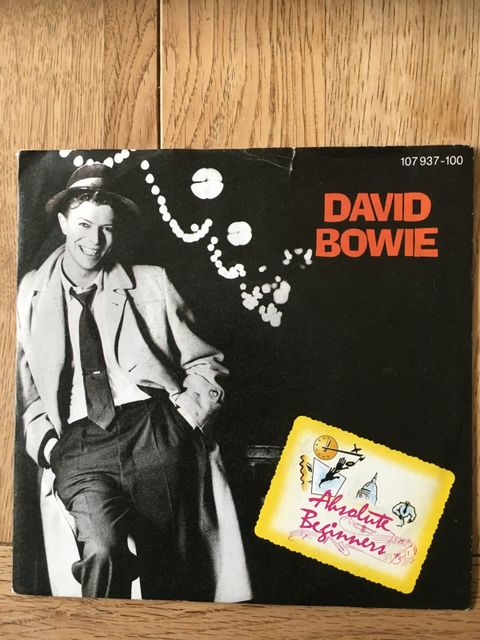 107 937-100
DAVID
BOWIE
Absolute
Beginners